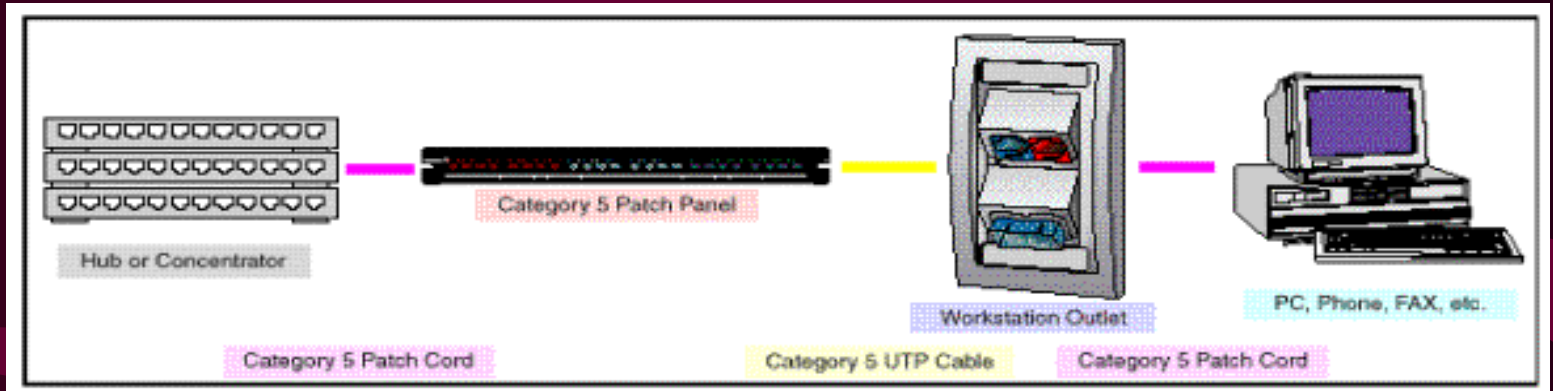 Category 5 Patch Panel
Hub or Concentrator
PC, Phone, FAX, etc.
Workstation Outlet
Category 5 Patch Cord
Category 5 UTP Cable
Category 5 Patch Cord